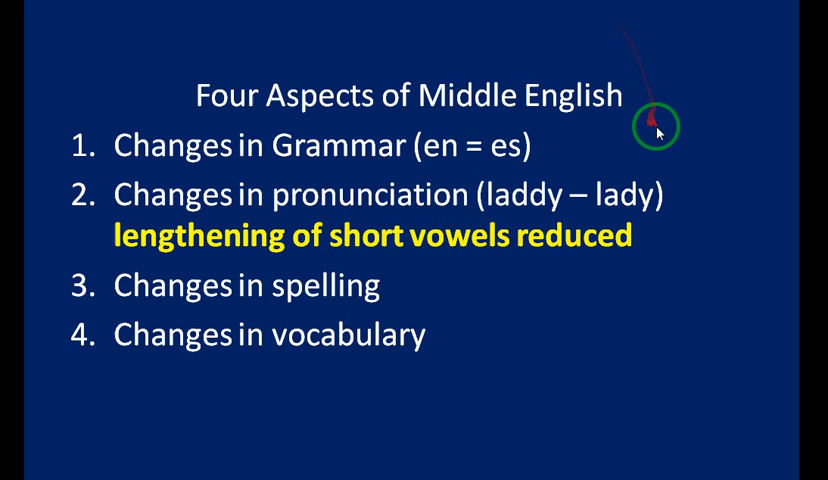 Four Aspects of Middle English
1. Changes in Grammar (en = es)
2. Changes in pronunciation (laddy – lady)
lengthening of short vowels reduced
3. Changes in spelling
4. Changes in vocabulary